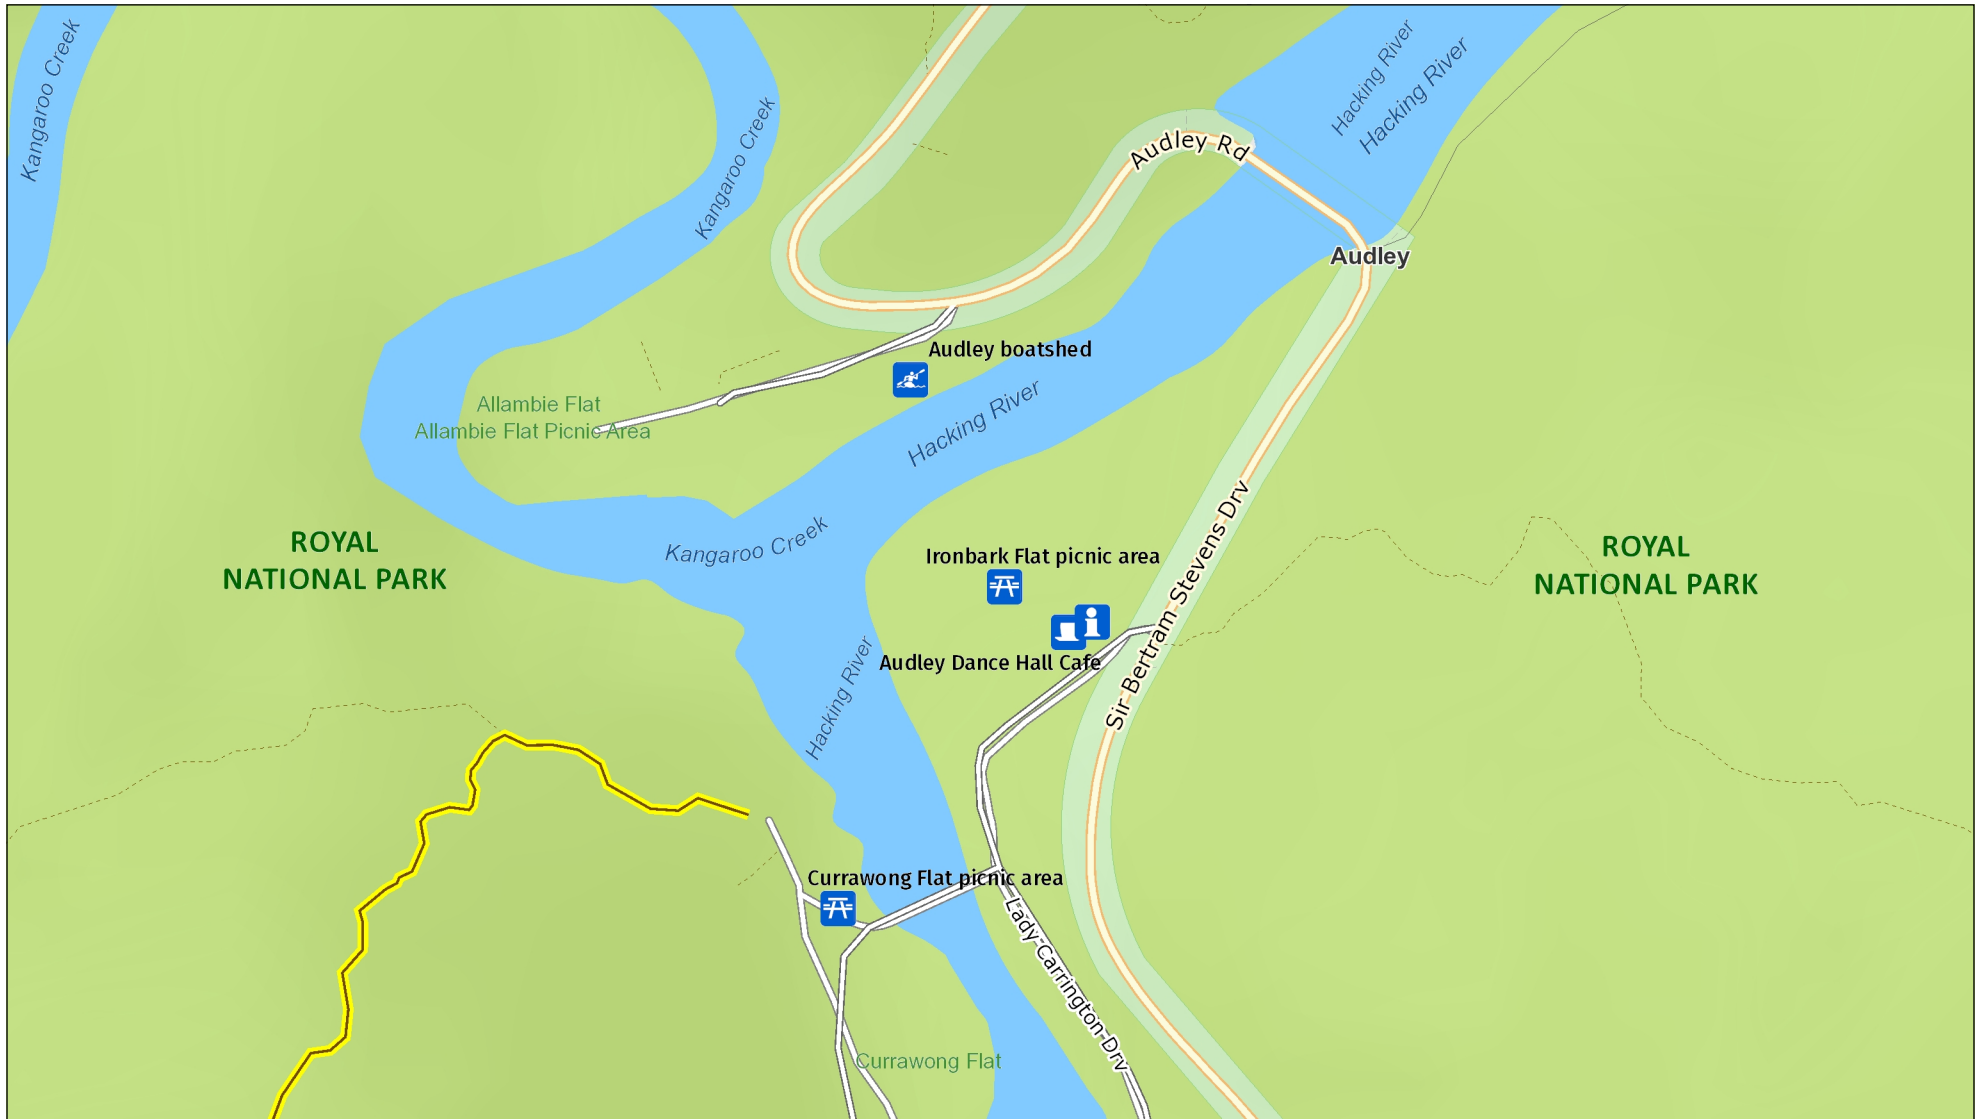 Kangaroo Creek
Kangaroo Creek
Hacking River
Hacking River
Audley Rd
Audley
Audley boatshed
Allambie Flat
Allambie Flat Picnic Area
Hacking River
Kangaroo Creek
Sir Bertram Stevens Drv
ROYAL
NATIONAL PARK
Ironbark Flat picnic area
ROYAL
NATIONAL PARK
Audley Dance Hall Cafe
Hacking River
Currawong Flat picnic area
Lady Carrington Drv
Currawong Flat